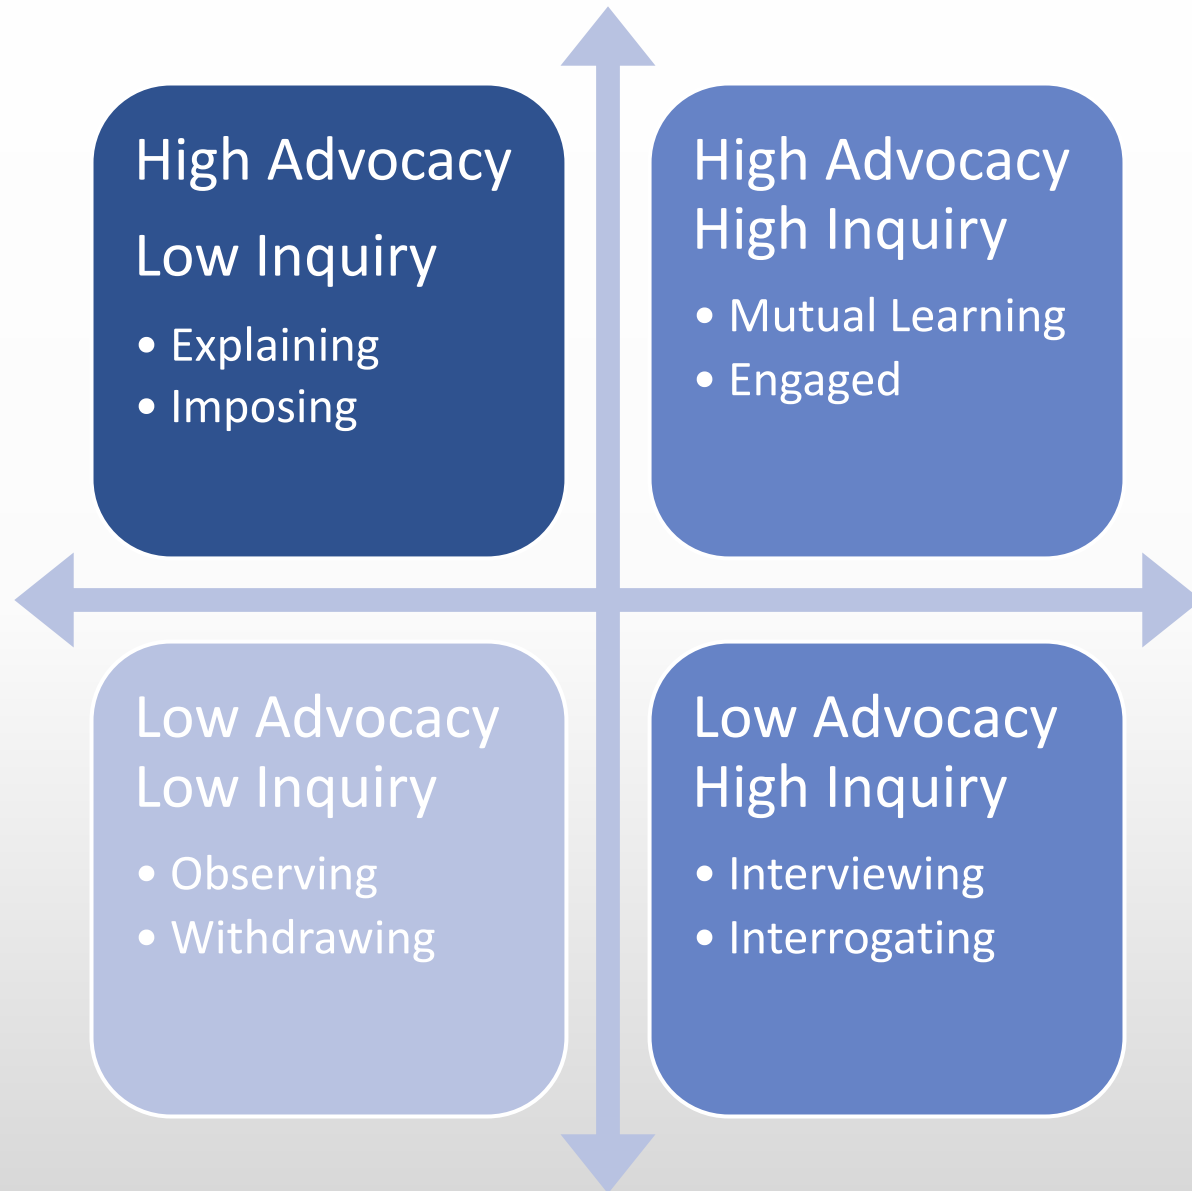 High Advocacy
Low Inquiry
• Explaining
• Imposing
High Advocacy
High Inquiry
• Mutual Learning
• Engaged
Low Advocacy
Low Inquiry
• Observing
• Withdrawing
Low Advocacy
High Inquiry
• Interviewing
• Interrogating